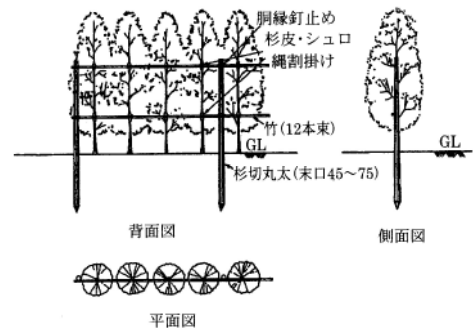 胴縁釘止め
杉皮・シュロ
縄割掛け
竹(12本束)
GL
杉切丸太(末口45～75)
背面図
GL
側面図
平面図